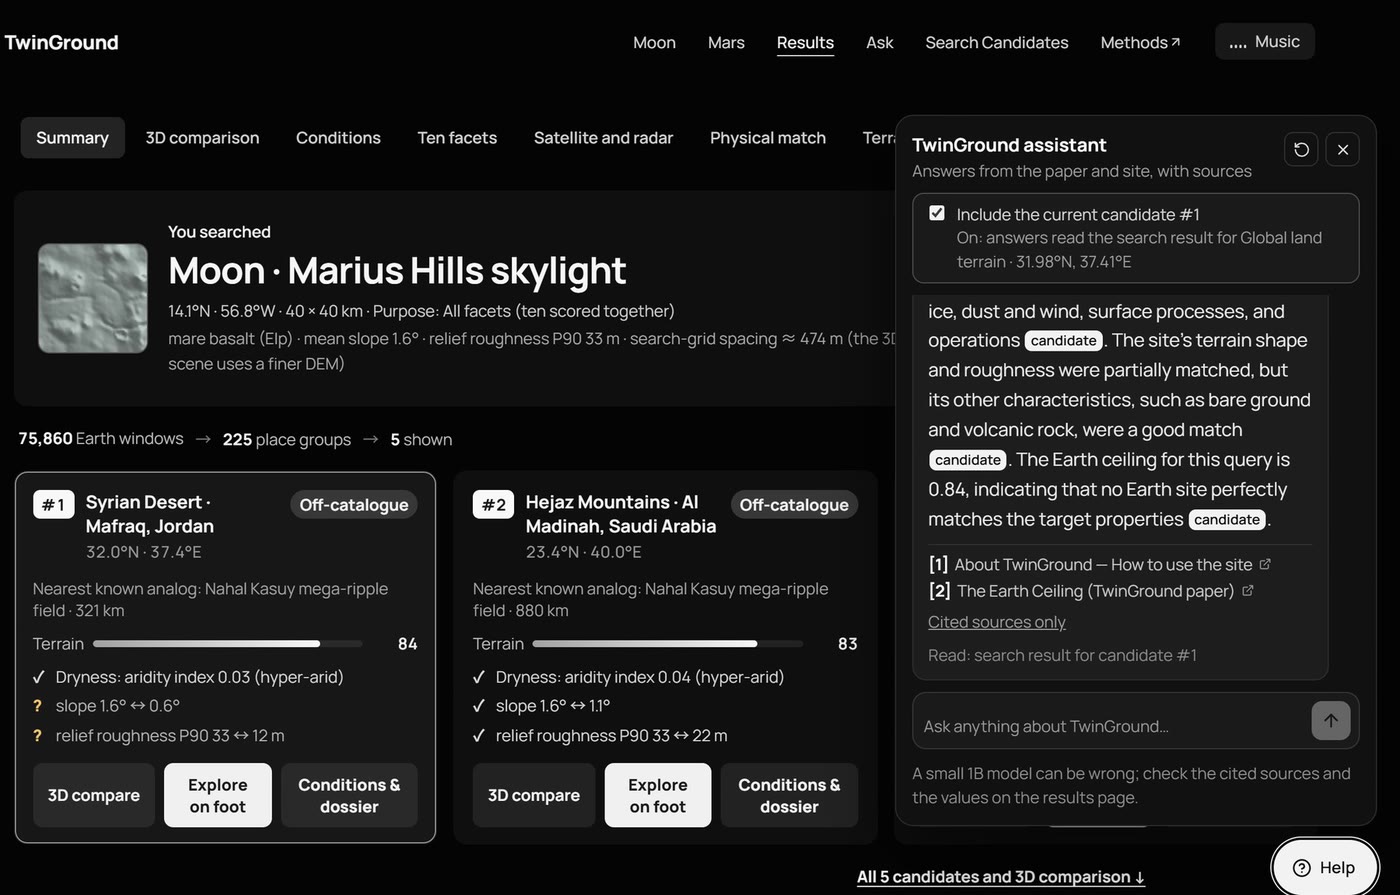 TwinGround
Moon
Mars
Results
Ask
Search Candidates
Methods↗
.... Music
Summary
3D comparison
Conditions
Ten facets
Satellite and radar
Physical match
You searched
Moon · Marius Hills skylight
14.1°N · 56.8°W · 40 × 40 km · Purpose: All facets (ten scored together)
mare basalt (Elp) · mean slope 1.6° · relief roughness P90 33 m · search-grid spacing ≈ 474 m (the 3D
scene uses a finer DEM)
75,860 Earth windows → 225 place groups → 5 shown
#1
Syrian Desert ·
Mafraq, Jordan
Off-catalogue
32.0°N · 37.4°E
Nearest known analog: Nahal Kasuy mega-ripple
field · 321 km
Terrain 84
✓ Dryness: aridity index 0.03 (hyper-arid)
? slope 1.6° ↔ 0.6°
? relief roughness P90 33 ↔ 12 m
3D compare
Explore
on foot
Conditions &
dossier
#2
Hejaz Mountains · Al
Madinah, Saudi Arabia
Off-catalogue
23.4°N · 40.0°E
Nearest known analog: Nahal Kasuy mega-ripple
field · 880 km
Terrain 83
✓ Dryness: aridity index 0.04 (hyper-arid)
✓ slope 1.6° ↔ 1.1°
✓ relief roughness P90 33 ↔ 22 m
3D compare
Explore
on foot
Conditions &
dossier
All 5 candidates and 3D comparison ↓
TwinGround assistant
Answers from the paper and site, with sources
Include the current candidate #1
On: answers read the search result for Global land
terrain · 31.98°N, 37.41°E
ice, dust and wind, surface processes, and
operations candidate. The site's terrain shape
and roughness were partially matched, but
its other characteristics, such as bare ground
and volcanic rock, were a good match
candidate. The Earth ceiling for this query is
0.84, indicating that no Earth site perfectly
matches the target properties candidate.
[1] About TwinGround — How to use the site
[2] The Earth Ceiling (TwinGround paper)
Cited sources only
Read: search result for candidate #1
Ask anything about TwinGround...
A small 1B model can be wrong; check the cited sources and
the values on the results page.
Help